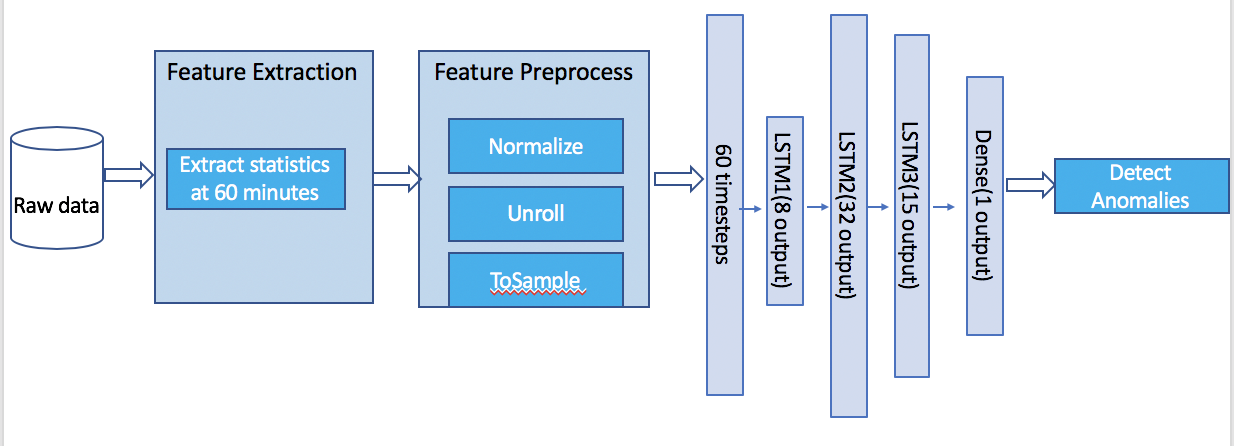 Raw data
Feature Extraction
Extract statistics
at 60 minutes
Feature Preprocess
Normalize
Unroll
ToSample
60 timesteps
LSTM1(8 output)
LSTM2(32 output)
LSTM3(15 output)
Dense(1 output)
Detect
Anomalies